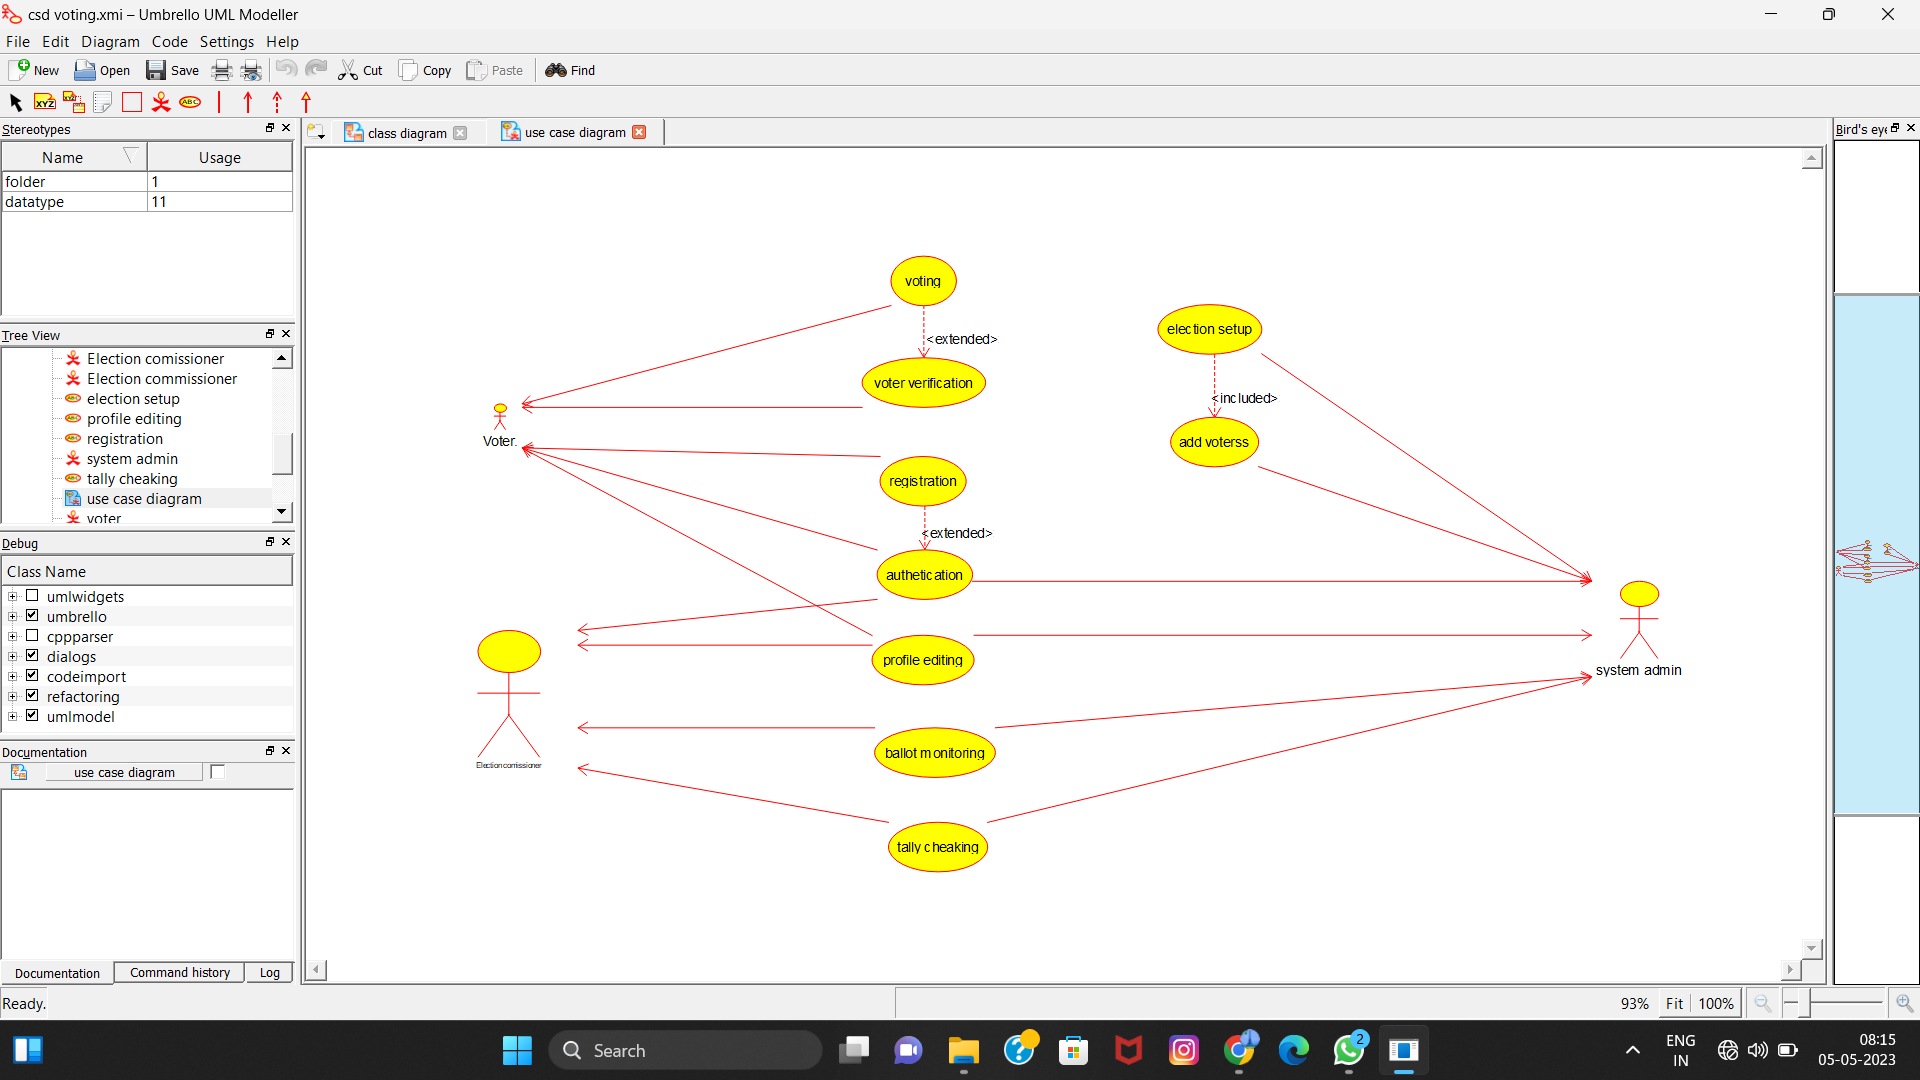 csd voting.xmi – Umbrello UML Modeller
File Edit Diagram Code Settings Help
New Open Save Cut Copy Paste Find
XYZ XYZ ABC
Stereotypes
Name Usage
folder 1
datatype 11
Tree View
Election comissioner
Election commissioner
election setup
profile editing
registration
system admin
tally cheaking
use case diagram
voter
Debug
Class Name
umlwidgets
umbrello
cppparser
dialogs
codeimport
refactoring
umlmodel
Documentation
use case diagram
Documentation Command history Log
Ready.
class diagram use case diagram
voting
<extended>
voter verification
election setup
<included>
add voterss
Voter.
registration
<extended>
authetication
profile editing
system admin
Election comissioner
ballot monitoring
tally cheaking
Bird's eye
93% Fit 100%
Search
2
ENG
IN
08:15
05-05-2023